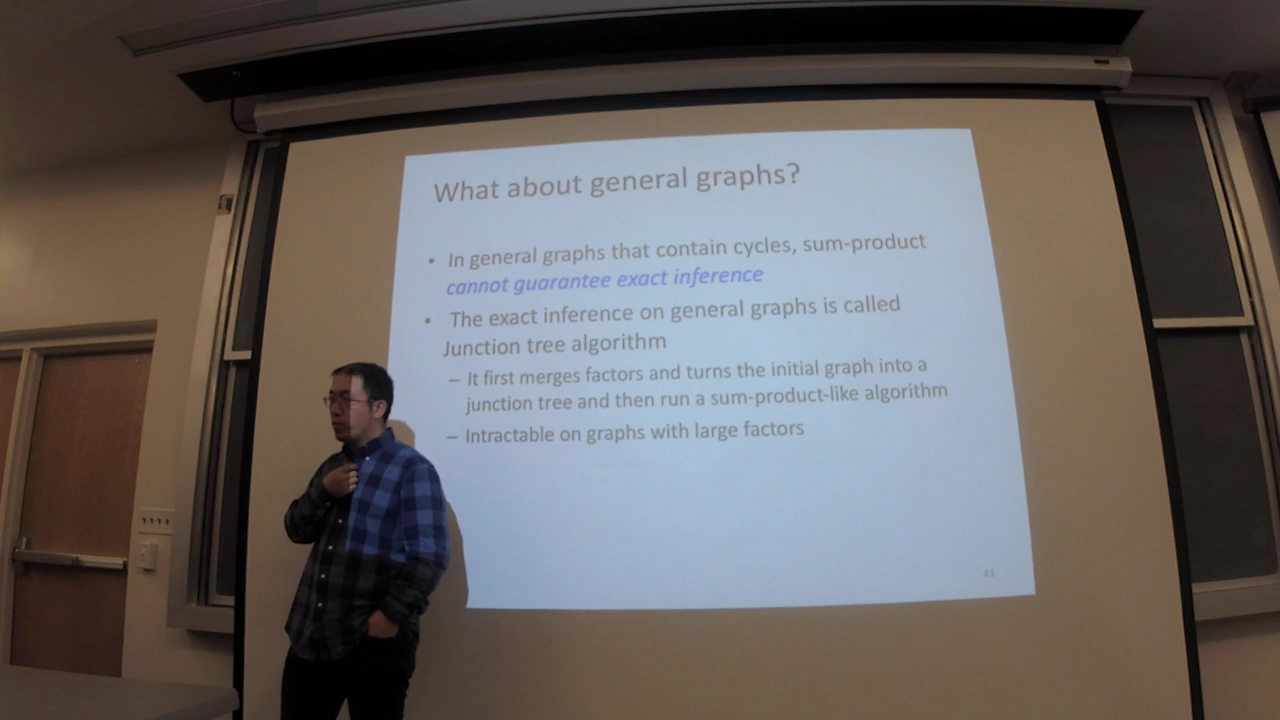 What about general graphs?
• In general graphs that contain cycles, sum-product
cannot guarantee exact inference
• The exact inference on general graphs is called
Junction tree algorithm
– It first merges factors and turns the initial graph into a
junction tree and then run a sum-product-like algorithm
– Intractable on graphs with large factors
43